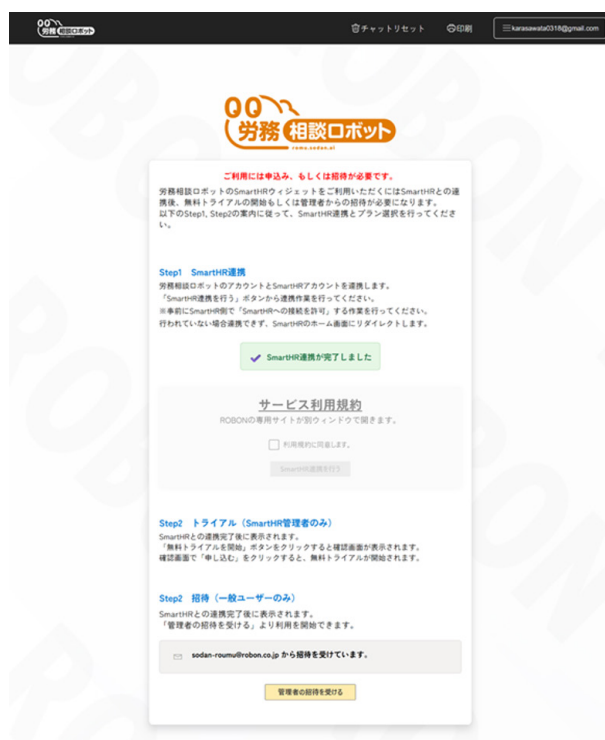 労務 相談ロボット
チャットリセット 印刷 karasawata0318@gmail.com
労務 相談ロボット
romu.sodan.ai
ご利用には申込み、もしくは招待が必要です。
労務相談ロボットのSmartHRウィジェットをご利用いただくにはSmartHRとの連
携後、無料トライアルの開始もしくは管理者からの招待が必要になります。
以下のStep1, Step2の案内に従って、SmartHR連携とプラン選択を行ってくださ
い。
Step1 SmartHR連携
労務相談ロボットのアカウントとSmartHRアカウントを連携します。
「SmartHR連携を行う」ボタンから連携作業を行ってください。
※事前にSmartHR側で「SmartHRへの接続を許可」する作業を行ってください。
行われていない場合連携できず、SmartHRのホーム画面にリダイレクトします。
SmartHR連携が完了しました
サービス利用規約
ROBONの専用サイトが別ウィンドウで開きます。
利用規約に同意します。
SmartHR連携を行う
Step2 トライアル（SmartHR管理者のみ）
SmartHRとの連携完了後に表示されます。
「無料トライアルを開始」ボタンをクリックすると確認画面が表示されます。
確認画面で「申し込む」をクリックすると、無料トライアルが開始されます。
Step2 招待（一般ユーザーのみ）
SmartHRとの連携完了後に表示されます。
「管理者の招待を受ける」より利用を開始できます。
sodan-roumu@robon.co.jp から招待を受けています。
管理者の招待を受ける